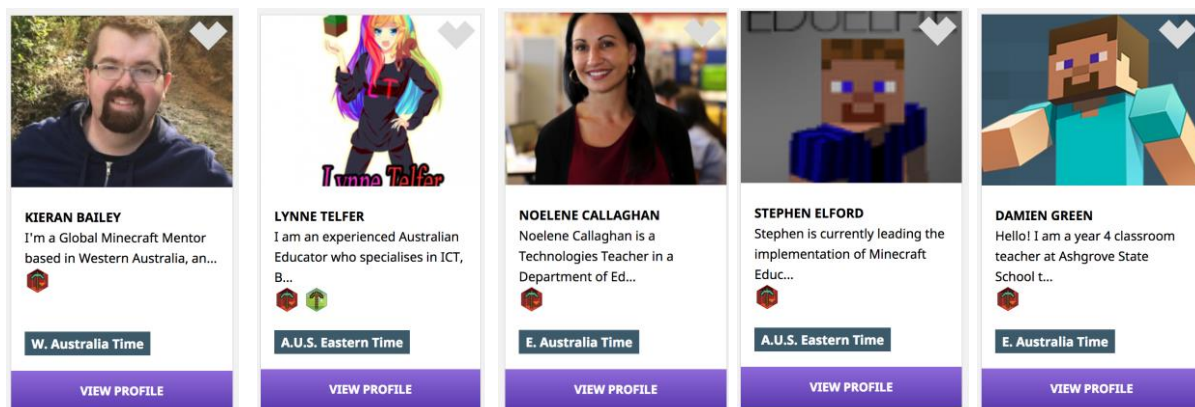 KIERAN BAILEY
I'm a Global Minecraft Mentor
based in Western Australia, an...
W. Australia Time
VIEW PROFILE
LT
Lynne Telfer
LYNNE TELFER
I am an experienced Australian
Educator who specialises in ICT,
B...
A.U.S. Eastern Time
VIEW PROFILE
NOELENE CALLAGHAN
Noelene Callaghan is a
Technologies Teacher in a
Department of Ed...
E. Australia Time
VIEW PROFILE
EDUELFIE
STEPHEN ELFORD
Stephen is currently leading the
implementation of Minecraft
Educ...
A.U.S. Eastern Time
VIEW PROFILE
DAMIEN GREEN
Hello! I am a year 4 classroom
teacher at Ashgrove State
School t...
E. Australia Time
VIEW PROFILE